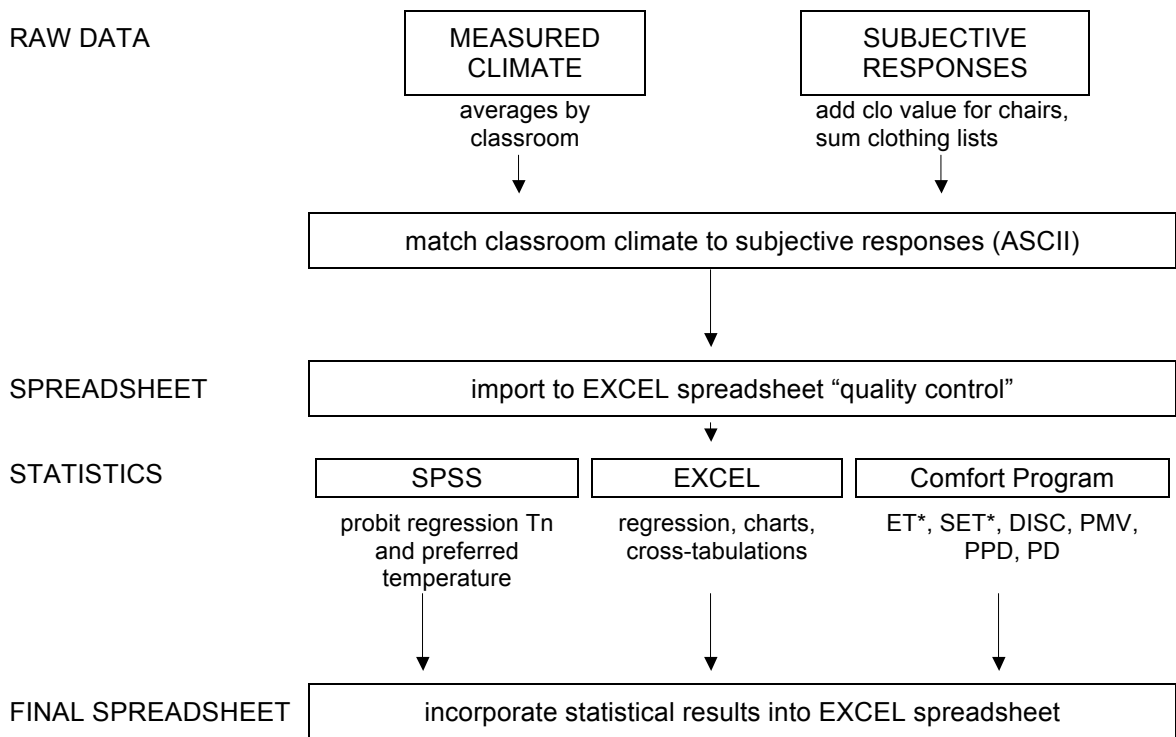 RAW DATA
MEASURED
CLIMATE
averages by
classroom
SUBJECTIVE
RESPONSES
add clo value for chairs,
sum clothing lists
match classroom climate to subjective responses (ASCII)
SPREADSHEET
import to EXCEL spreadsheet “quality control”
STATISTICS
SPSS
probit regression Tn
and preferred
temperature
EXCEL
regression, charts,
cross-tabulations
Comfort Program
ET*, SET*, DISC, PMV,
PPD, PD
FINAL SPREADSHEET
incorporate statistical results into EXCEL spreadsheet